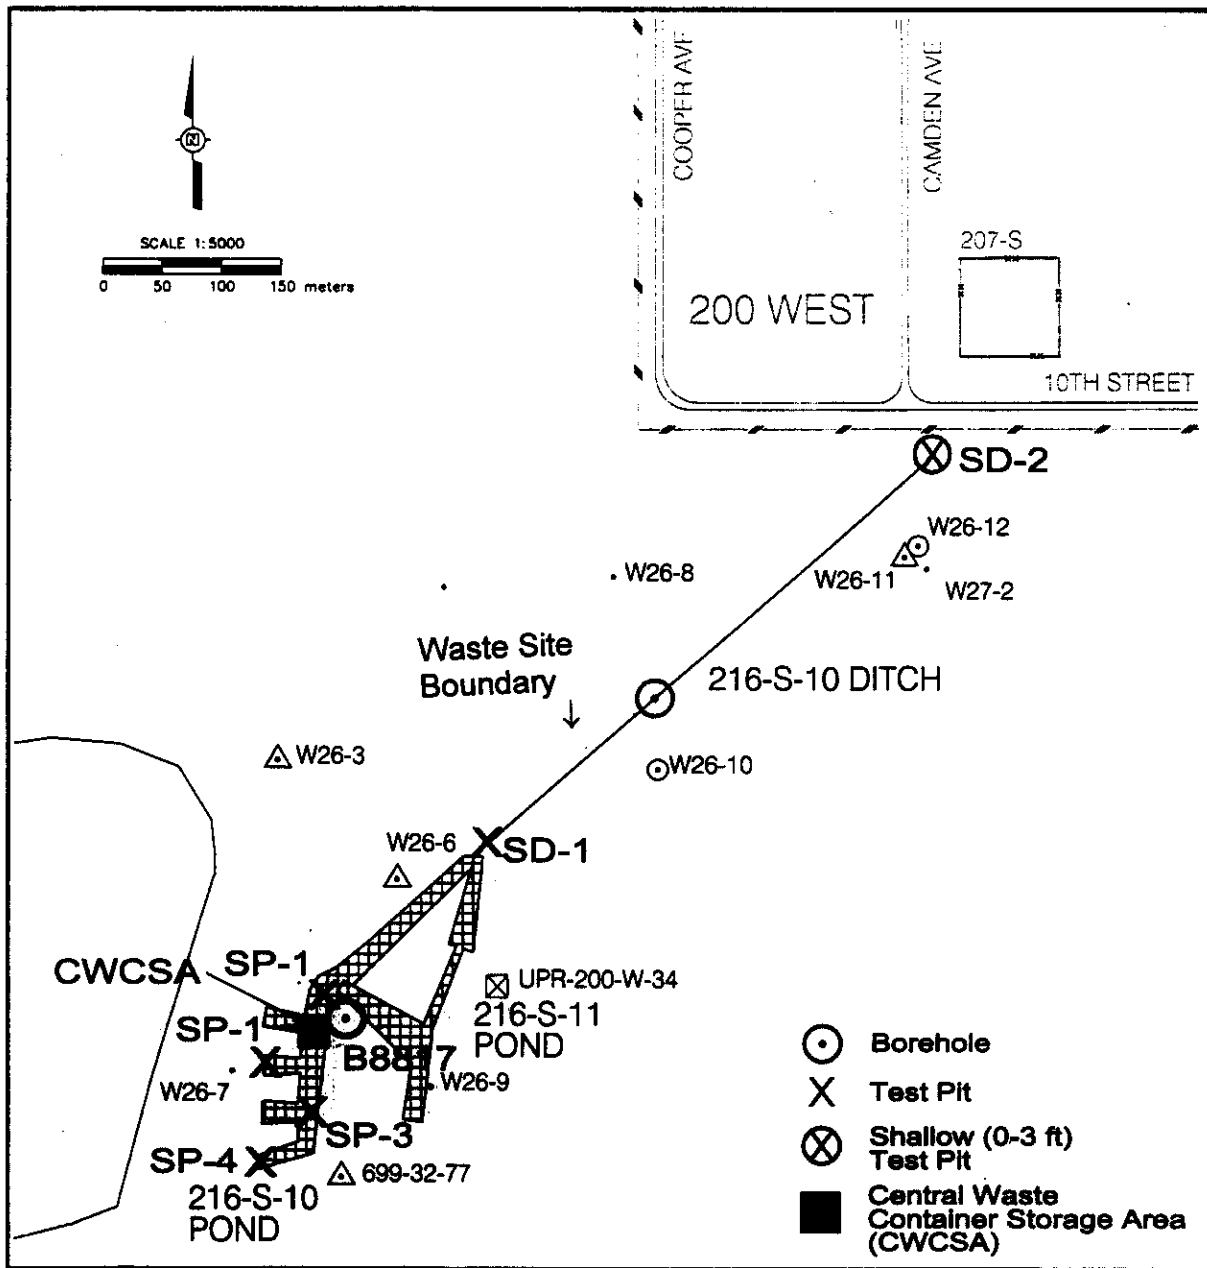 COOPER AVE
CAMDEN AVE
N
SCALE 1:5000
0 50 100 150 meters
207-S
200 WEST
10TH STREET
SD-2
W26-12
W26-8
W26-11
W27-2
Waste Site
Boundary
216-S-10 DITCH
W26-3
W26-10
W26-6
SD-1
SP-1
CWCSA
UPR-200-W-34
SP-1
216-S-11
POND
B8817
W26-7
W26-9
SP-3
SP-4
699-32-77
216-S-10
POND
Borehole
Test Pit
Shallow (0-3 ft)
Test Pit
Central Waste
Container Storage Area
(CWCSA)